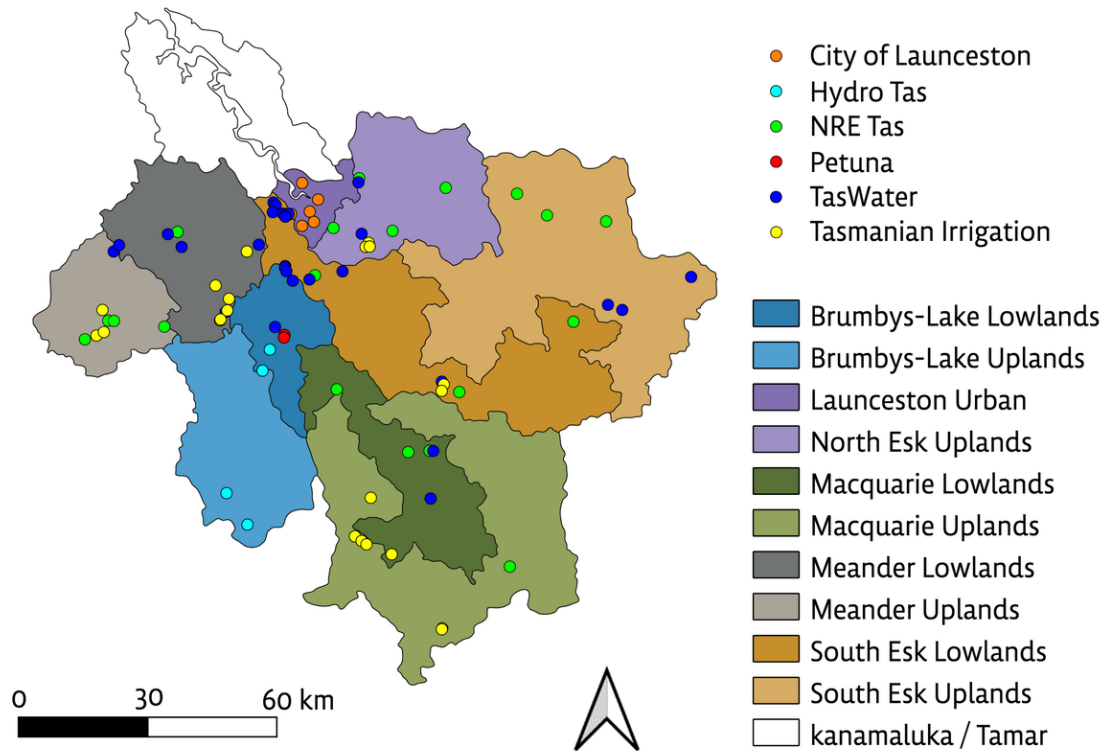 City of Launceston
Hydro Tas
NRE Tas
Petuna
TasWater
Tasmanian Irrigation
Brumbys-Lake Lowlands
Brumbys-Lake Uplands
Launceston Urban
North Esk Uplands
Macquarie Lowlands
Macquarie Uplands
Meander Lowlands
Meander Uplands
South Esk Lowlands
South Esk Uplands
kanamaluka / Tamar
0 30 60 km